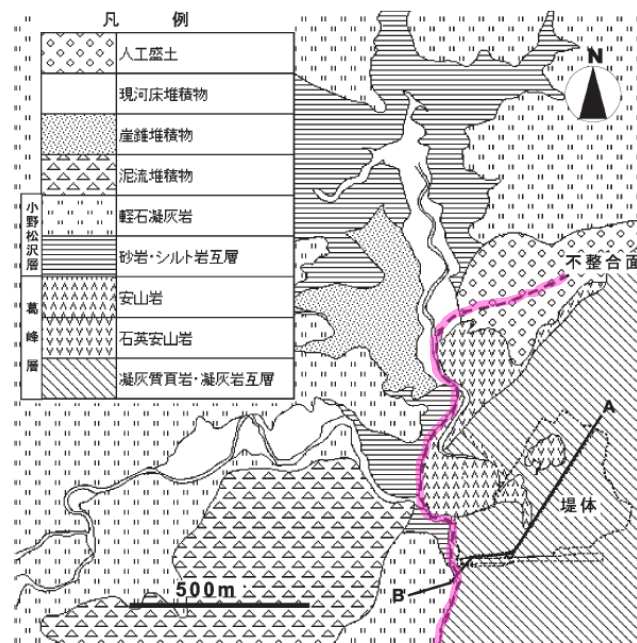 凡 例
人工盛土
現河床堆積物
崖錐堆積物
泥流堆積物
小野松沢層
軽石凝灰岩
砂岩・シルト岩互層
葛峰層
安山岩
石英安山岩
凝灰質頁岩・凝灰岩互層
N
不整合面
A
堤体
B
500m